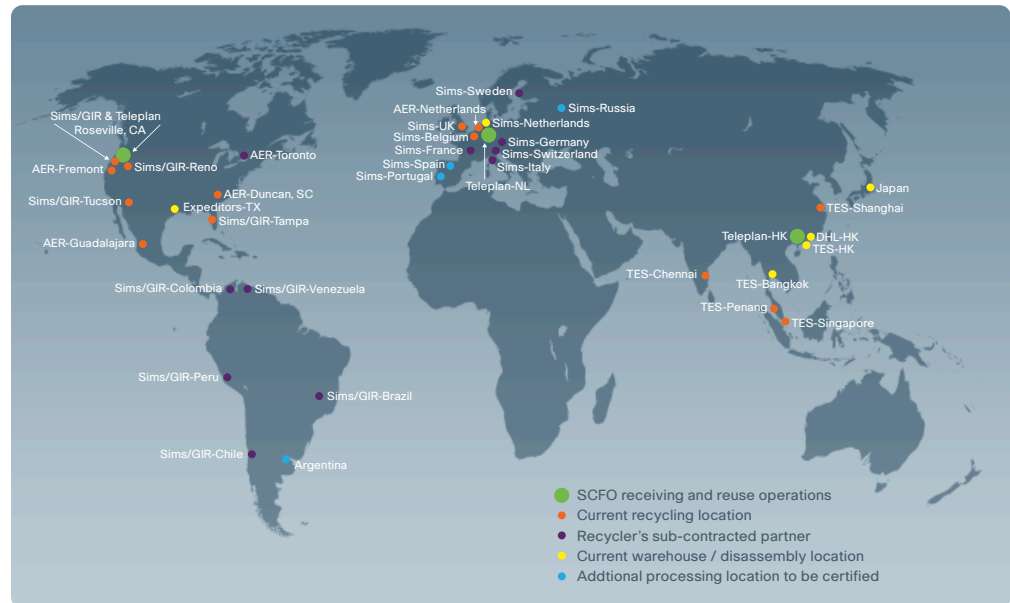 Sims-Sweden
AER-Netherlands
Sims-Russia
Sims/GIR & Teleplan
Roseville, CA
Sims-UK
Sims-Netherlands
Sims-Belgium
Sims-Germany
Sims-France
Sims-Switzerland
AER-Toronto
Sims-Italy
Sims-Spain
AER-Fremont
Sims/GIR-Reno
Sims-Portugal
Teleplan-NL
Japan
AER-Duncan, SC
Sims/GIR-Tucson
Expeditors-TX
TES-Shanghai
Sims/GIR-Tampa
Teleplan-HK
DHL-HK
AER-Guadalajara
TES-HK
TES-Chennai
TES-Bangkok
Sims/GIR-Colombia
Sims/GIR-Venezuela
TES-Penang
TES-Singapore
Sims/GIR-Peru
Sims/GIR-Brazil
Sims/GIR-Chile
Argentina
SCFO receiving and reuse operations
Current recycling location
Recycler's sub-contracted partner
Current warehouse / disassembly location
Addtional processing location to be certified